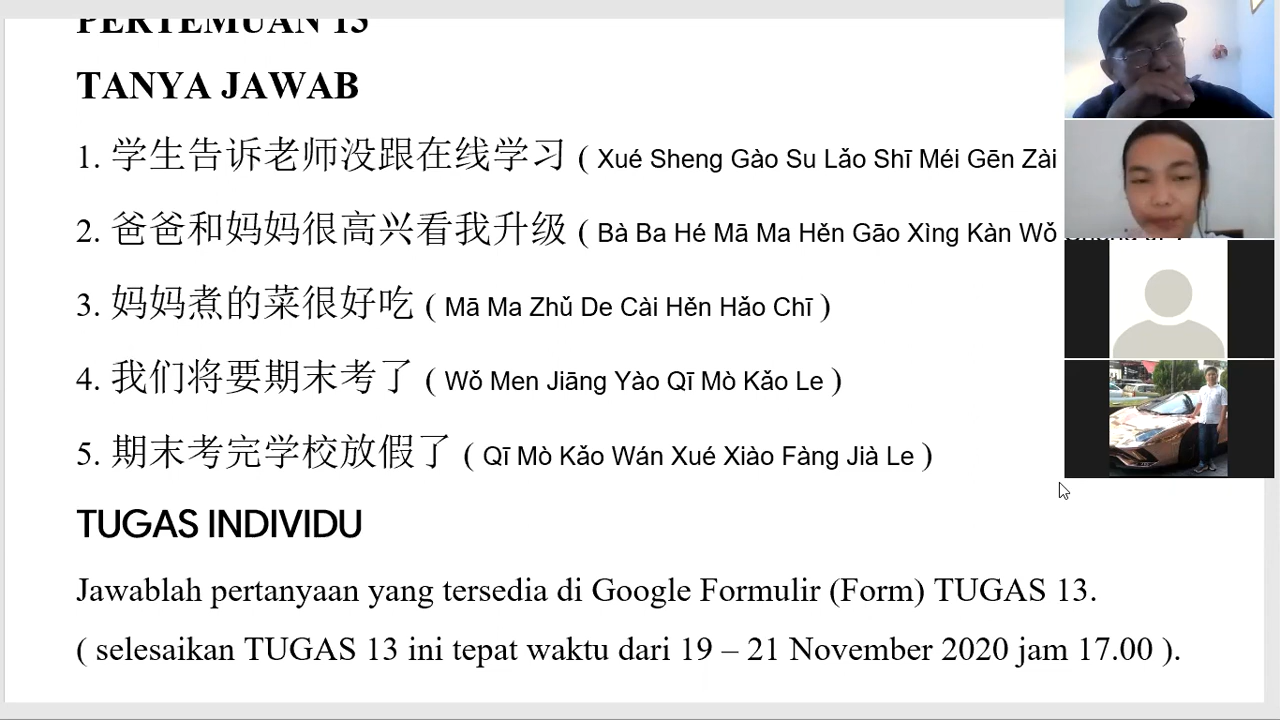 PERTEMUAN 13
TANYA JAWAB
1. 学生告诉老师没跟在线学习 ( Xué Sheng Gào Su Lǎo Shī Méi Gēn Zài
2. 爸爸和妈妈很高兴看我升级 ( Bà Ba Hé Mā Ma Hěn Gāo Xìng Kàn Wǒ
3. 妈妈煮的菜很好吃 ( Mā Ma Zhǔ De Cài Hěn Hǎo Chī )
4. 我们将要期末考了 ( Wǒ Men Jiāng Yào Qī Mò Kǎo Le )
5. 期末考完学校放假了 ( Qī Mò Kǎo Wán Xué Xiào Fàng Jià Le )
TUGAS INDIVIDU
Jawablah pertanyaan yang tersedia di Google Formulir (Form) TUGAS 13.
( selesaikan TUGAS 13 ini tepat waktu dari 19 – 21 November 2020 jam 17.00 ).